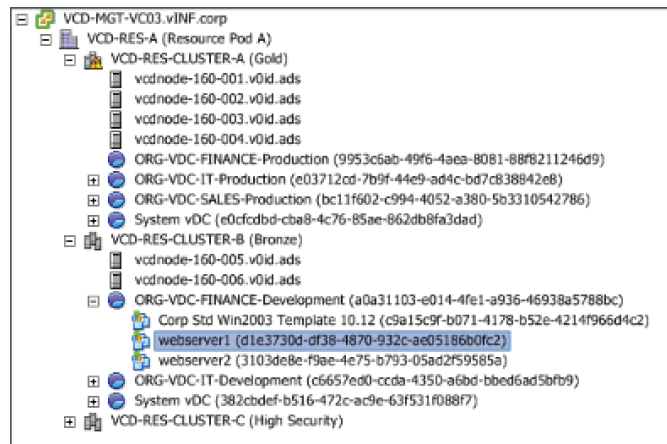 VCD-MGT-VC03.vINF.corp
VCD-RES-A (Resource Pod A)
VCD-RES-CLUSTER-A (Gold)
vcdnode-160-001.v0id.ads
vcdnode-160-002.v0id.ads
vcdnode-160-003.v0id.ads
vcdnode-160-004.v0id.ads
ORG-VDC-FINANCE-Production (9953c6ab-49f6-4aea-8081-88f8211246d9)
ORG-VDC-IT-Production (e03712cd-7b9f-44e9-ad4c-bd7c838842e8)
ORG-VDC-SALES-Production (bc11f602-c994-4052-a380-5b3310542786)
System vDC (e0cfcdbd-cba8-4c76-85ae-862db8fa3dad)
VCD-RES-CLUSTER-B (Bronze)
vcdnode-160-005.v0id.ads
vcdnode-160-006.v0id.ads
ORG-VDC-FINANCE-Development (a0a31103-e014-4fe1-a936-46938a5788bc)
Corp Std Win2003 Template 10.12 (c9a15c9f-b071-4178-b52e-4214f966d4c2)
webserver1 (d1e3730d-df38-4870-932c-ae05186b0fc2)
webserver2 (3103de8e-f9ae-4e75-b793-05ad2f59585a)
ORG-VDC-IT-Development (c6657ed0-ccda-4350-a6bd-bbed6ad5bfb9)
System vDC (382cbdef-b516-472c-ac9e-63f531f088f7)
VCD-RES-CLUSTER-C (High Security)